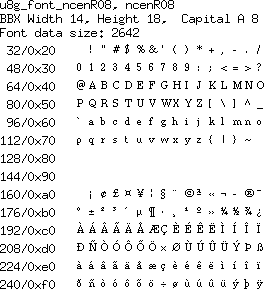 u8g_font_ncenR08, ncenR08
BBX Width 14, Height 18, Capital A 8
Font data size: 2642
32/0x20 ! " # $ % & ' ( ) * + , - . /
48/0x30 0 1 2 3 4 5 6 7 8 9 : ; < = > ?
64/0x40 @ A B C D E F G H I J K L M N O
80/0x50 P Q R S T U V W X Y Z [ \ ] ^ _
96/0x60 ` a b c d e f g h i j k l m n o
112/0x70 p q r s t u v w x y z { | } ~
128/0x80
144/0x90
160/0xa0 ¡ ¢ £ ¤ ¥ ¦ § ¨ © ª « ¬ - ® ¯
176/0xb0 ° ± ² ³ ´ µ ¶ · ¸ ¹ º » ¼ ½ ¾ ¿
192/0xc0 À Á Â Ã Ä Å Æ Ç È É Ê Ë Ì Í Î Ï
208/0xd0 Ð Ñ Ò Ó Ô Õ Ö × Ø Ù Ú Û Ü Ý Þ ß
224/0xe0 à á â ã ä å æ ç è é ê ë ì í î ï
240/0xf0 ð ñ ò ó ô õ ö ÷ ø ù ú û ü ý þ ÿ